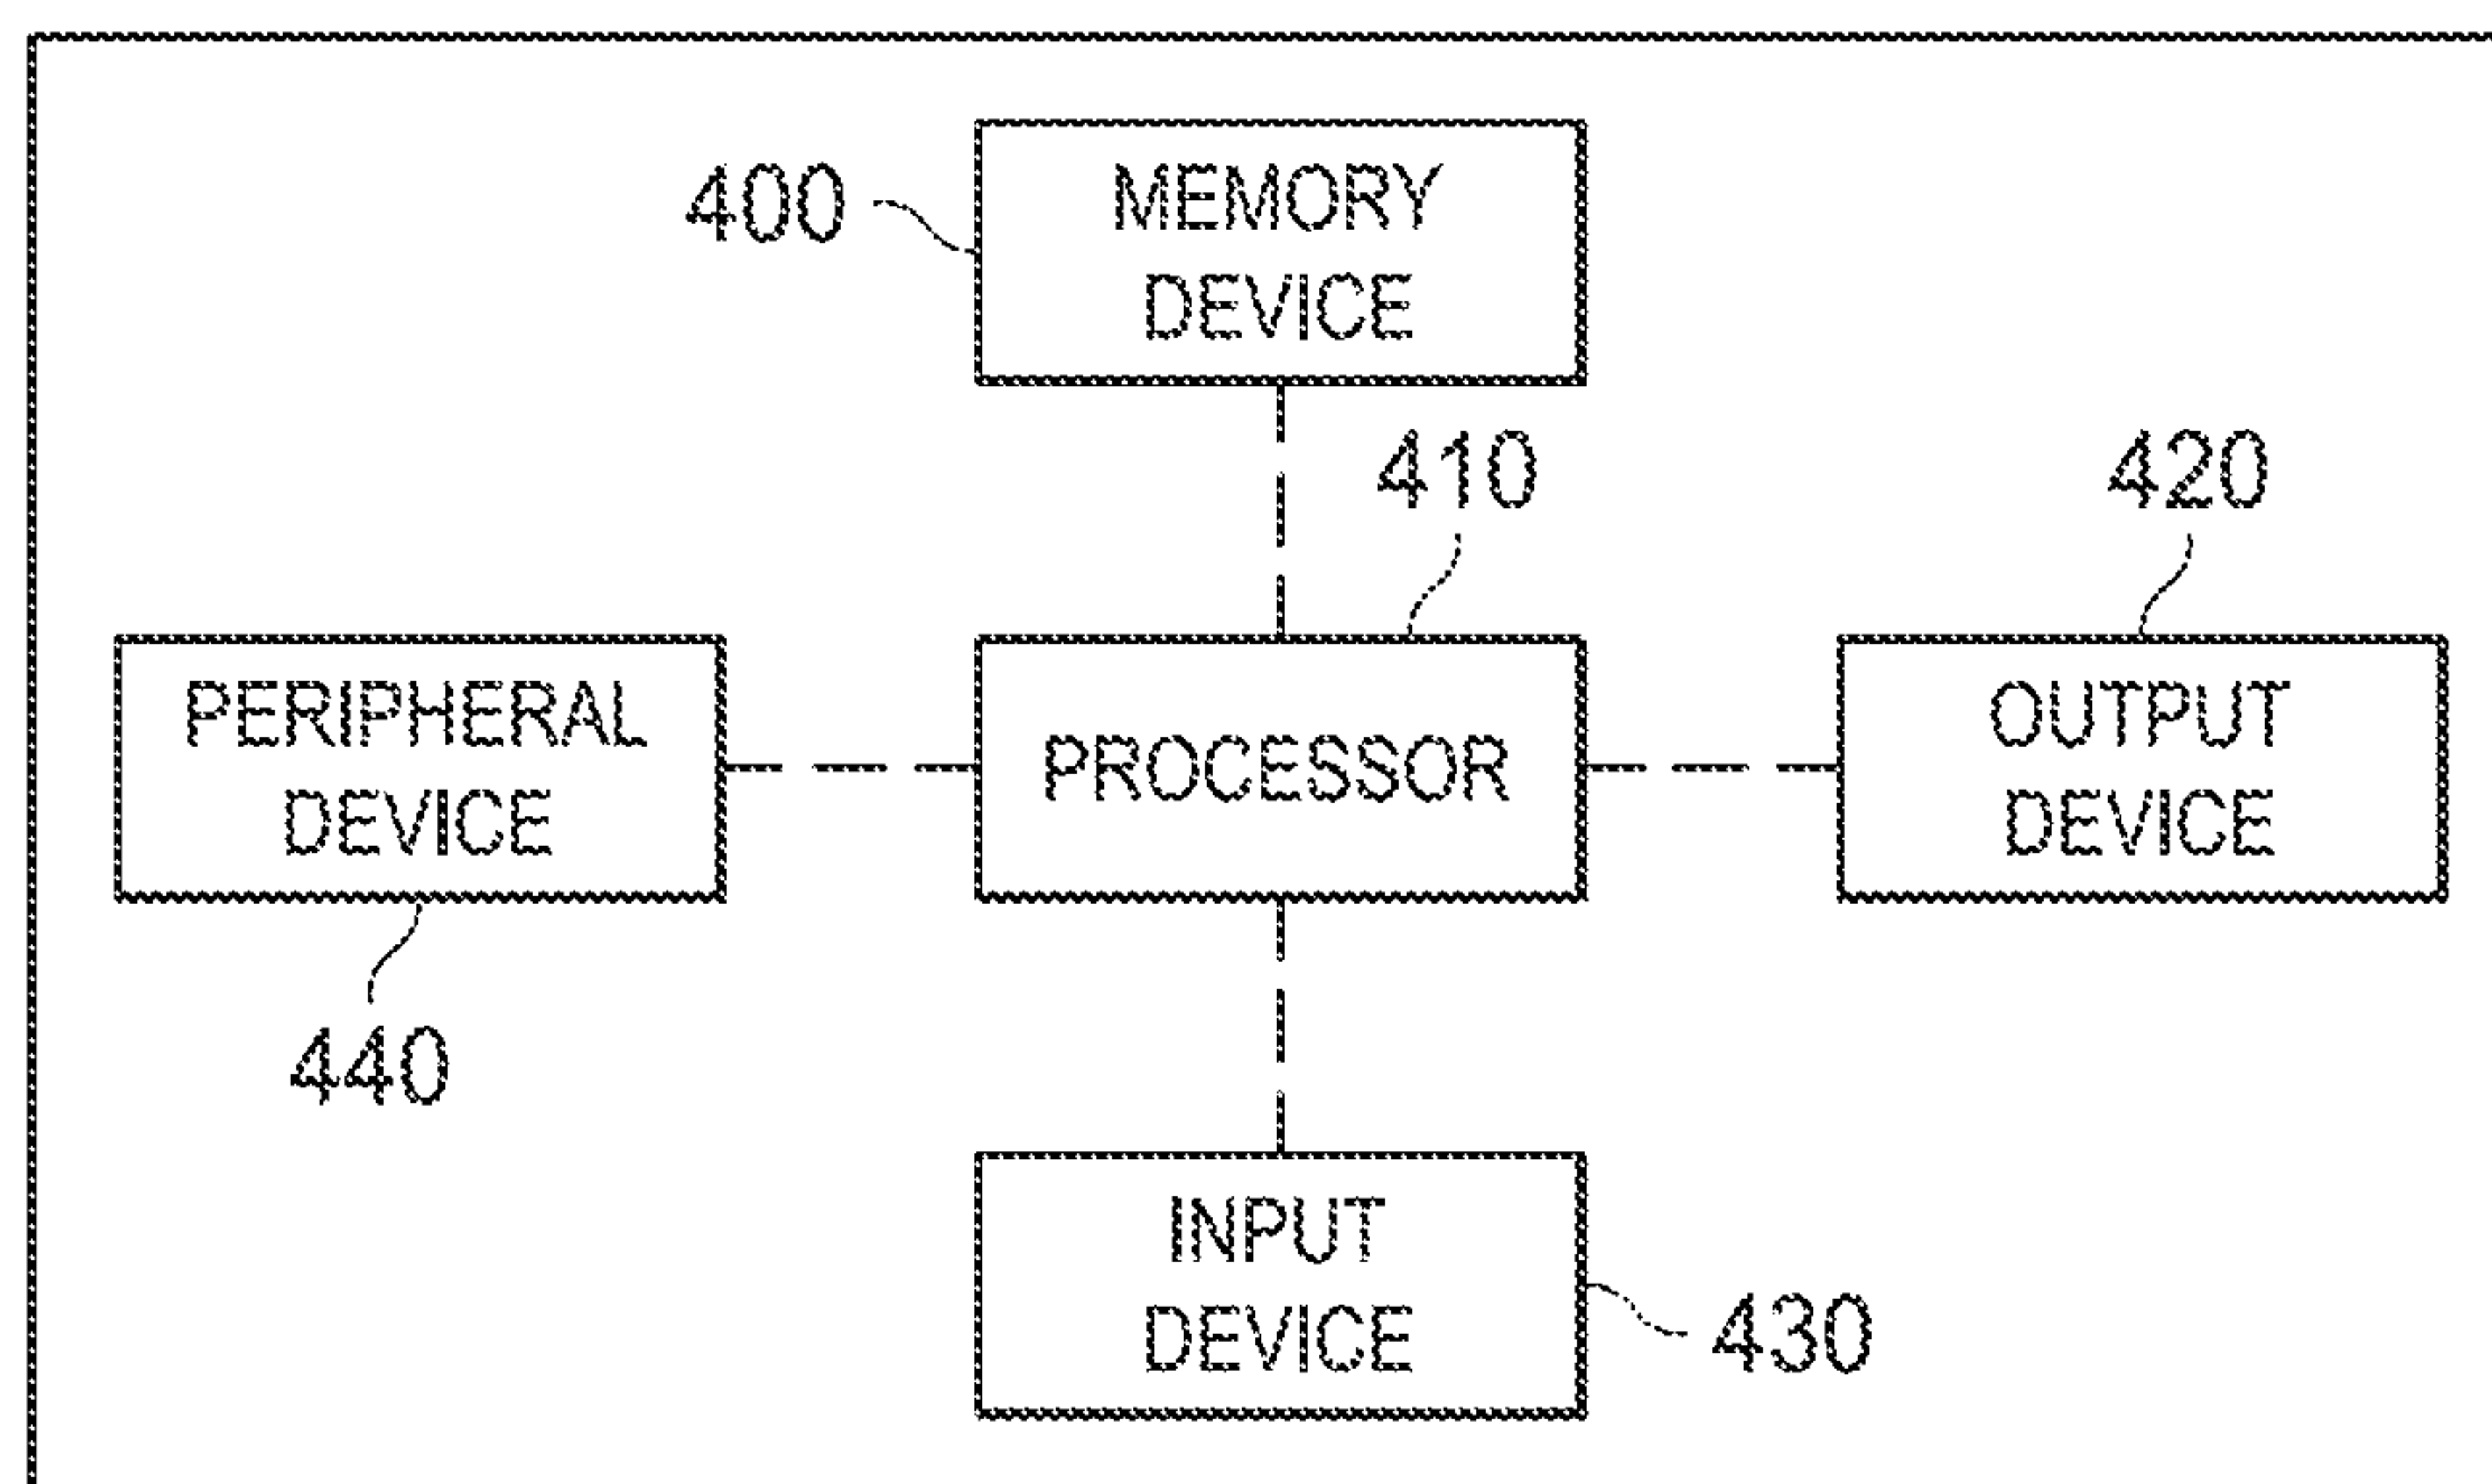 400
MEMORY
DEVICE
410
420
PERIPHERAL
DEVICE
PROCESSOR
OUTPUT
DEVICE
440
INPUT
DEVICE
430